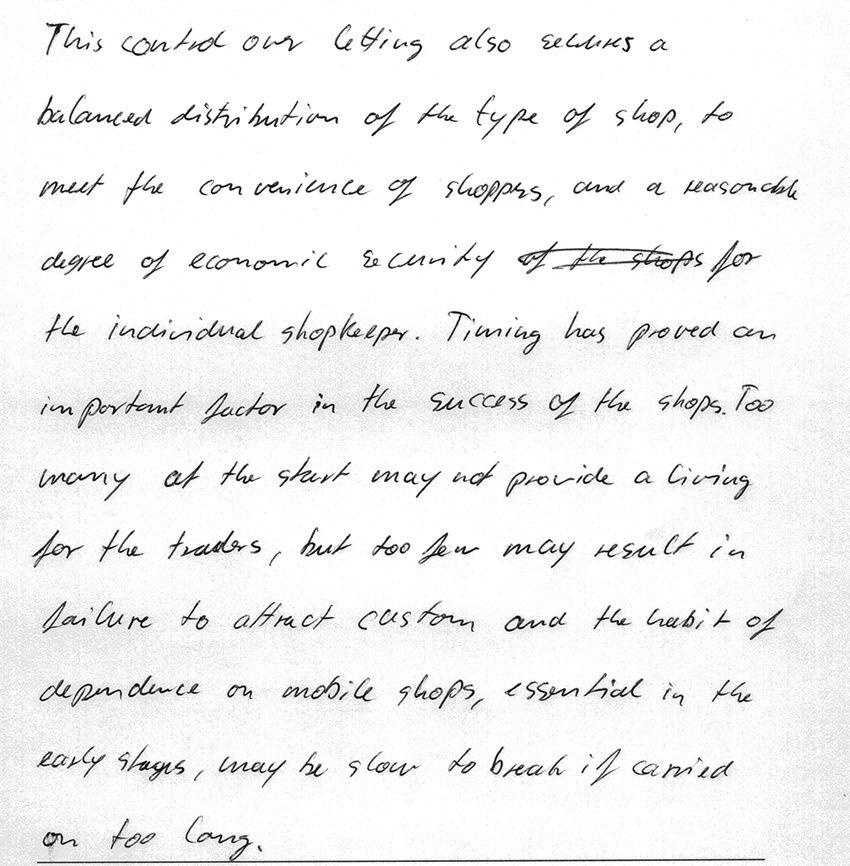 This control over letting also secures a
balanced distribution of the type of shop, to
meet the convenience of shoppers, and a reasonable
degree of economic security of the shops for
the individual shopkeeper. Timing has proved an
important factor in the success of the shops. Too
many at the start may not provide a living
for the traders, but too few may result in
failure to attract custom and the habit of
dependence on mobile shops, essential in the
early stages, may be slow to break if carried
on too long.